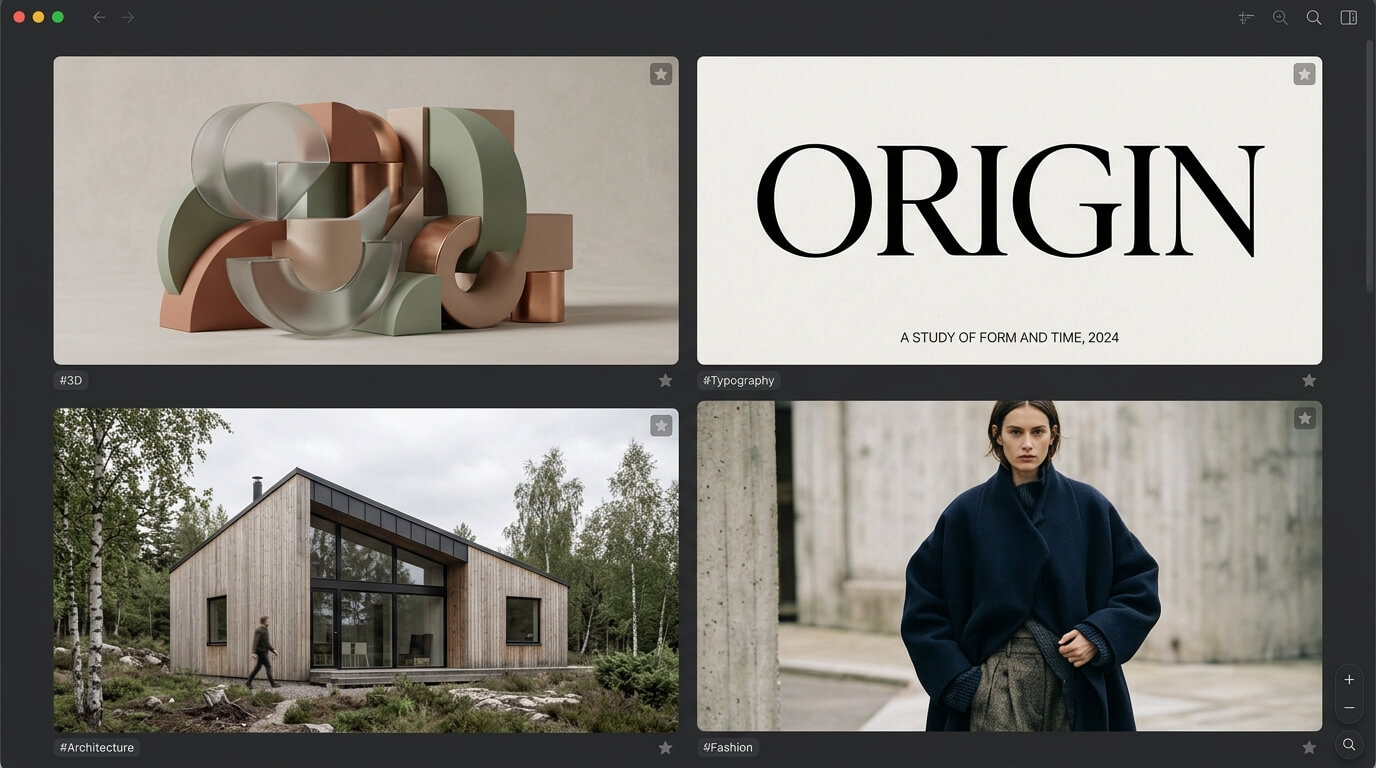 ORIGIN
A STUDY OF FORM AND TIME, 2024
#3D
#Typography
#Architecture
#Fashion